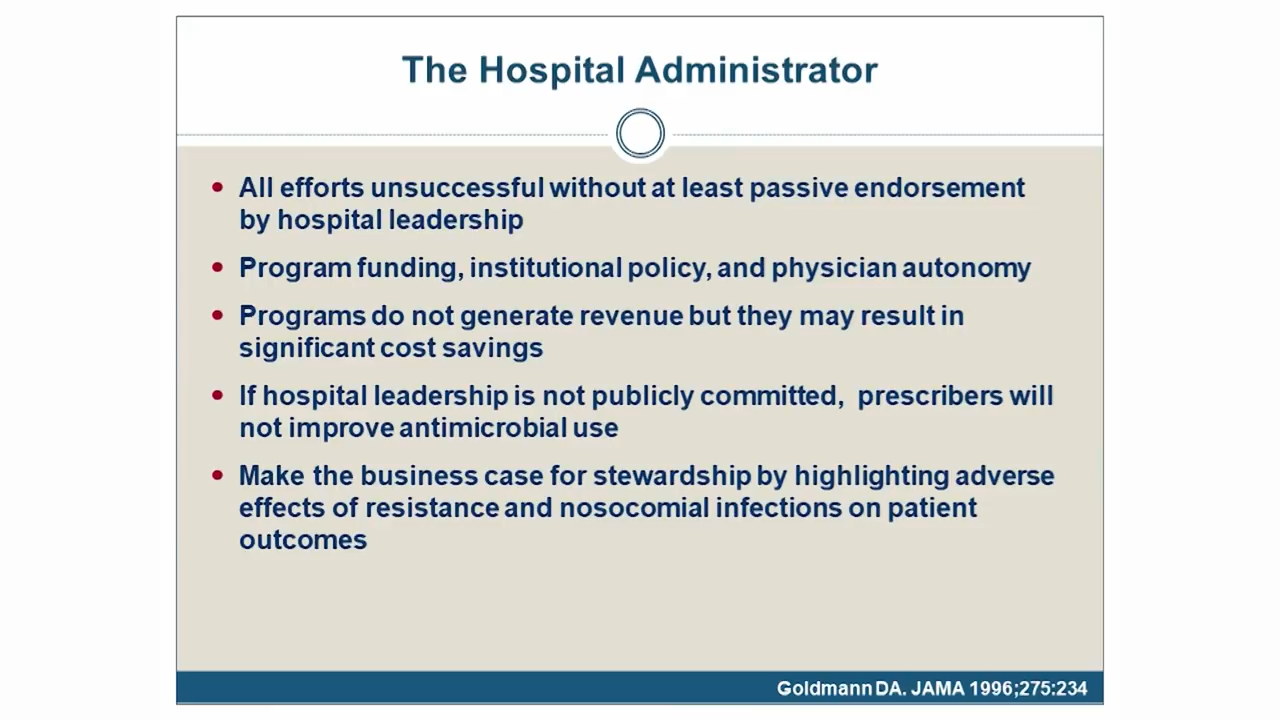 The Hospital Administrator
• All efforts unsuccessful without at least passive endorsement
by hospital leadership
• Program funding, institutional policy, and physician autonomy
• Programs do not generate revenue but they may result in
significant cost savings
• If hospital leadership is not publicly committed, prescribers will
not improve antimicrobial use
• Make the business case for stewardship by highlighting adverse
effects of resistance and nosocomial infections on patient
outcomes
Goldmann DA. JAMA 1996;275:234